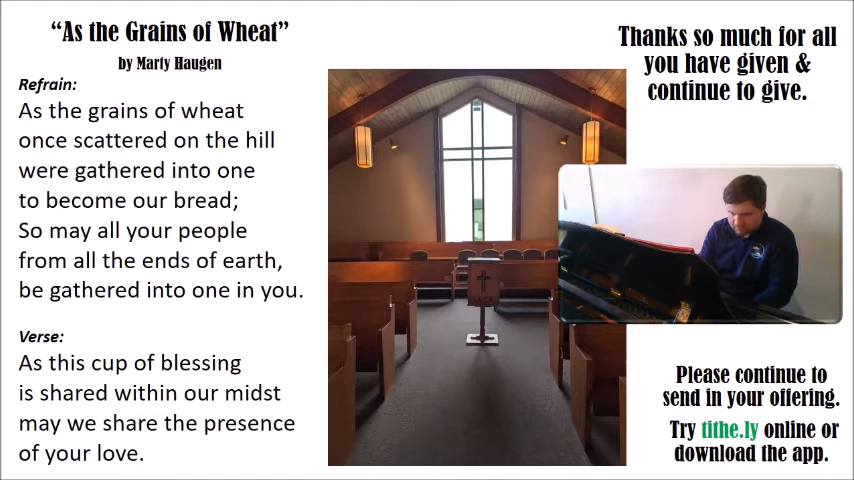 “As the Grains of Wheat”
by Marty Haugen
Refrain:
As the grains of wheat
once scattered on the hill
were gathered into one
to become our bread;
So may all your people
from all the ends of earth,
be gathered into one in you.
Verse:
As this cup of blessing
is shared within our midst
may we share the presence
of your love.
Thanks so much for all
you have given &
continue to give.
Please continue to
send in your offering.
Try tithe.ly online or
download the app.